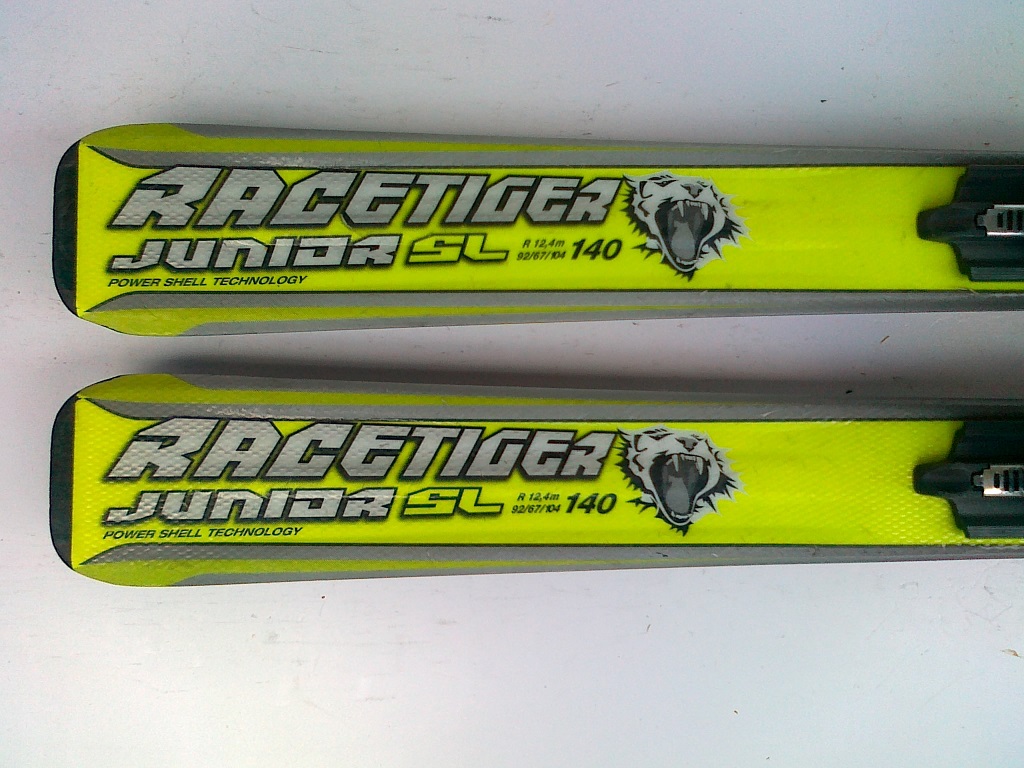 RACETIGER
JUNIOR SL R 12,4m 140
92/67/104
POWER SHELL TECHNOLOGY
RACETIGER
JUNIOR SL R 12,4m 140
92/67/104
POWER SHELL TECHNOLOGY